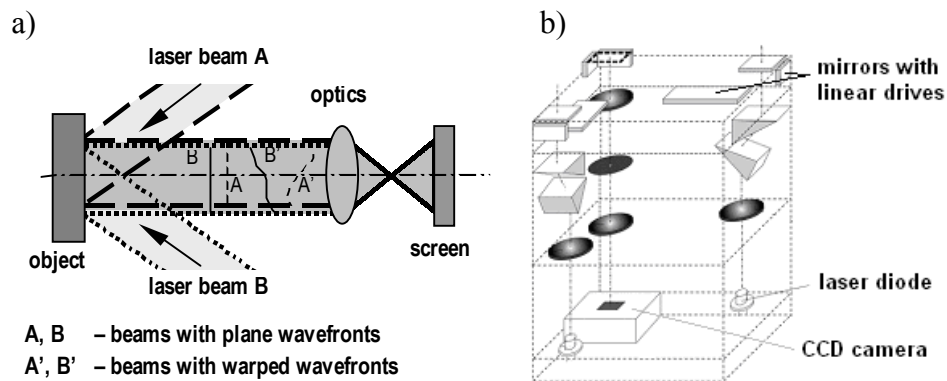 a)
laser beam A
optics
B
B'
A
A'
object
screen
laser beam B
A, B – beams with plane wavefronts
A', B' – beams with warped wavefronts
b)
mirrors with
linear drives
laser diode
CCD camera